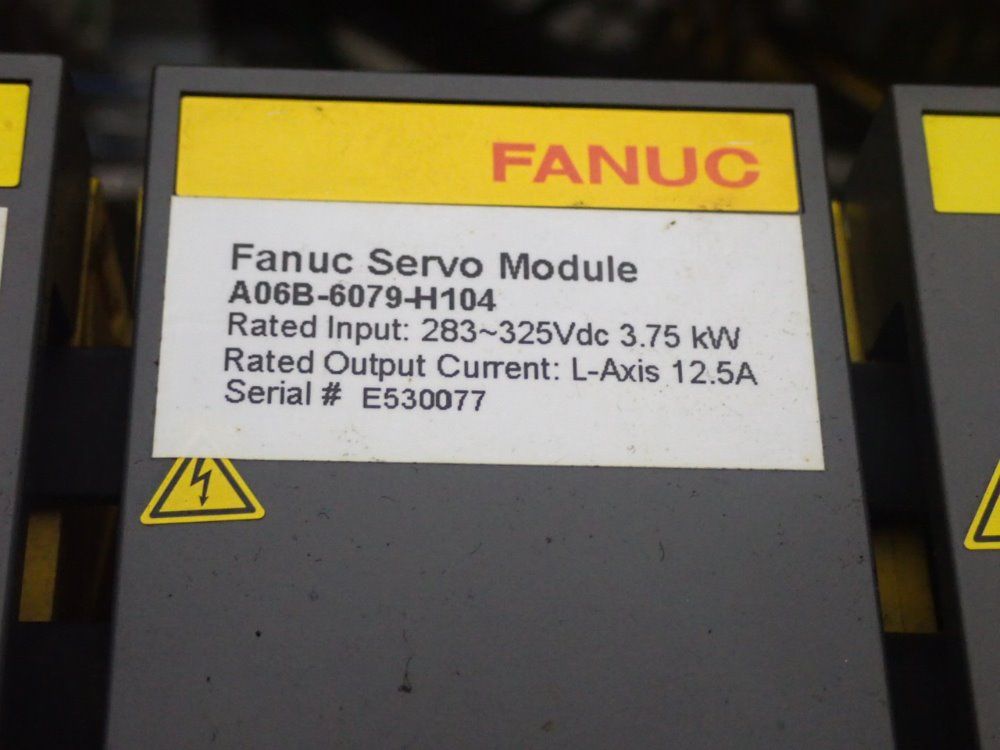 FANUC
Fanuc Servo Module
A06B-6079-H104
Rated Input: 283~325Vdc 3.75 kW
Rated Output Current: L-Axis 12.5A
Serial # E530077